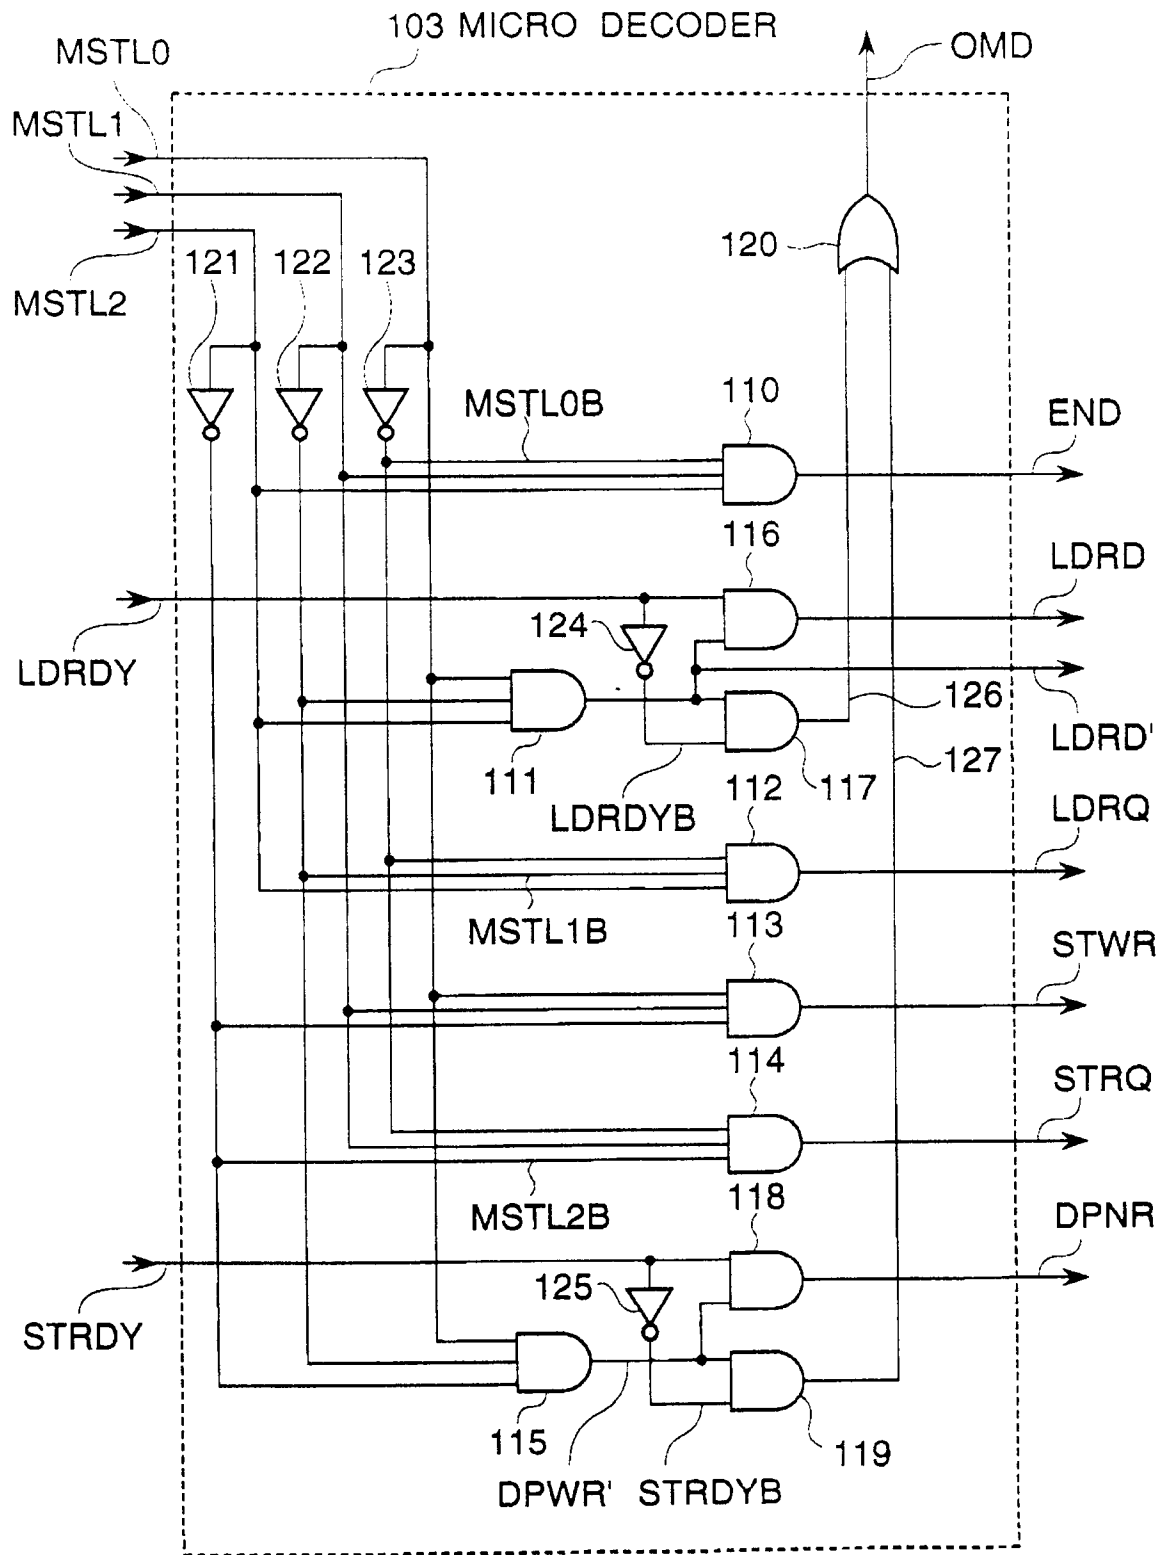 103 MICRO DECODER
OMD
MSTL0
MSTL1
MSTL2
121
122
123
120
MSTL0B
110
END
116
LDRD
124
LDRDY
126
LDRD'
111
127
117
LDRDYB
112
LDRQ
MSTL1B
113
STWR
114
STRQ
MSTL2B
118
DPNR
125
STRDY
115
119
DPWR'
STRDYB